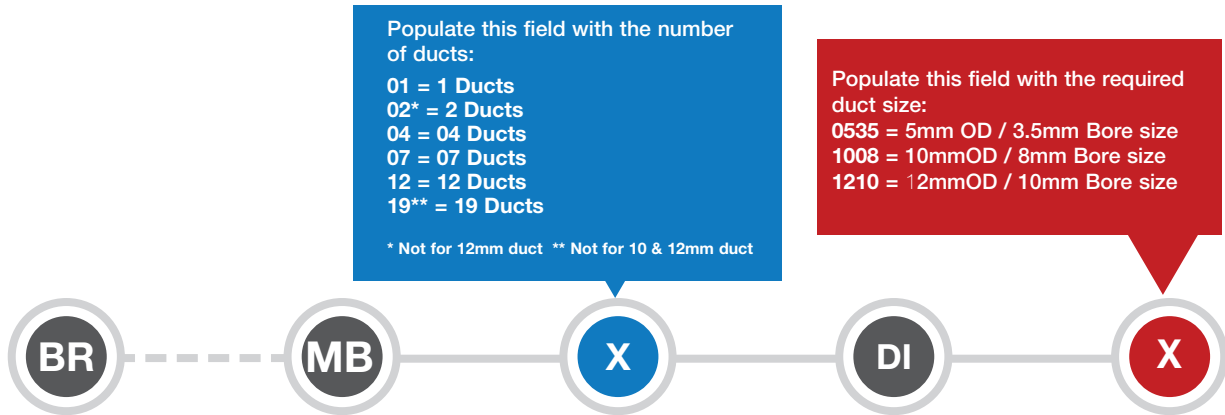 Populate this field with the number
of ducts:
01 = 1 Ducts
02* = 2 Ducts
04 = 04 Ducts
07 = 07 Ducts
12 = 12 Ducts
19** = 19 Ducts
* Not for 12mm duct ** Not for 10 & 12mm duct
Populate this field with the required
duct size:
0535 = 5mm OD / 3.5mm Bore size
1008 = 10mmOD / 8mm Bore size
1210 = 12mmOD / 10mm Bore size
BR MB X DI X